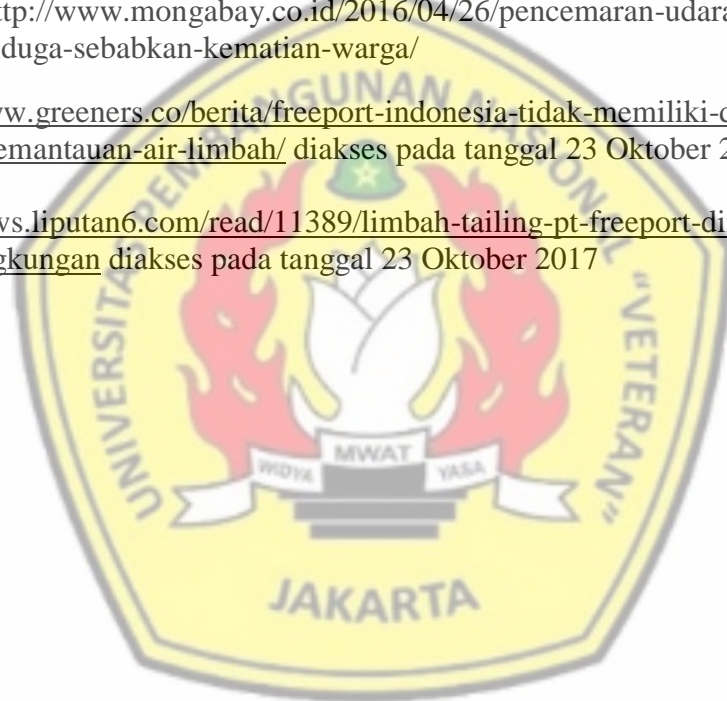 ttp://www.mongabay.co.id/2016/04/26/pencemaran-udara
duga-sebabkan-kematian-warga/
w.greeners.co/berita/freeport-indonesia-tidak-memiliki-d
emantauan-air-limbah/ diakses pada tanggal 23 Oktober 2
vs.liputan6.com/read/11389/limbah-tailing-pt-freeport-di
gkungan diakses pada tanggal 23 Oktober 2017
UNIVERSITAS PEMBANGUNAN NASIONAL "VETERAN"
WIDYA MWAT YASA
JAKARTA